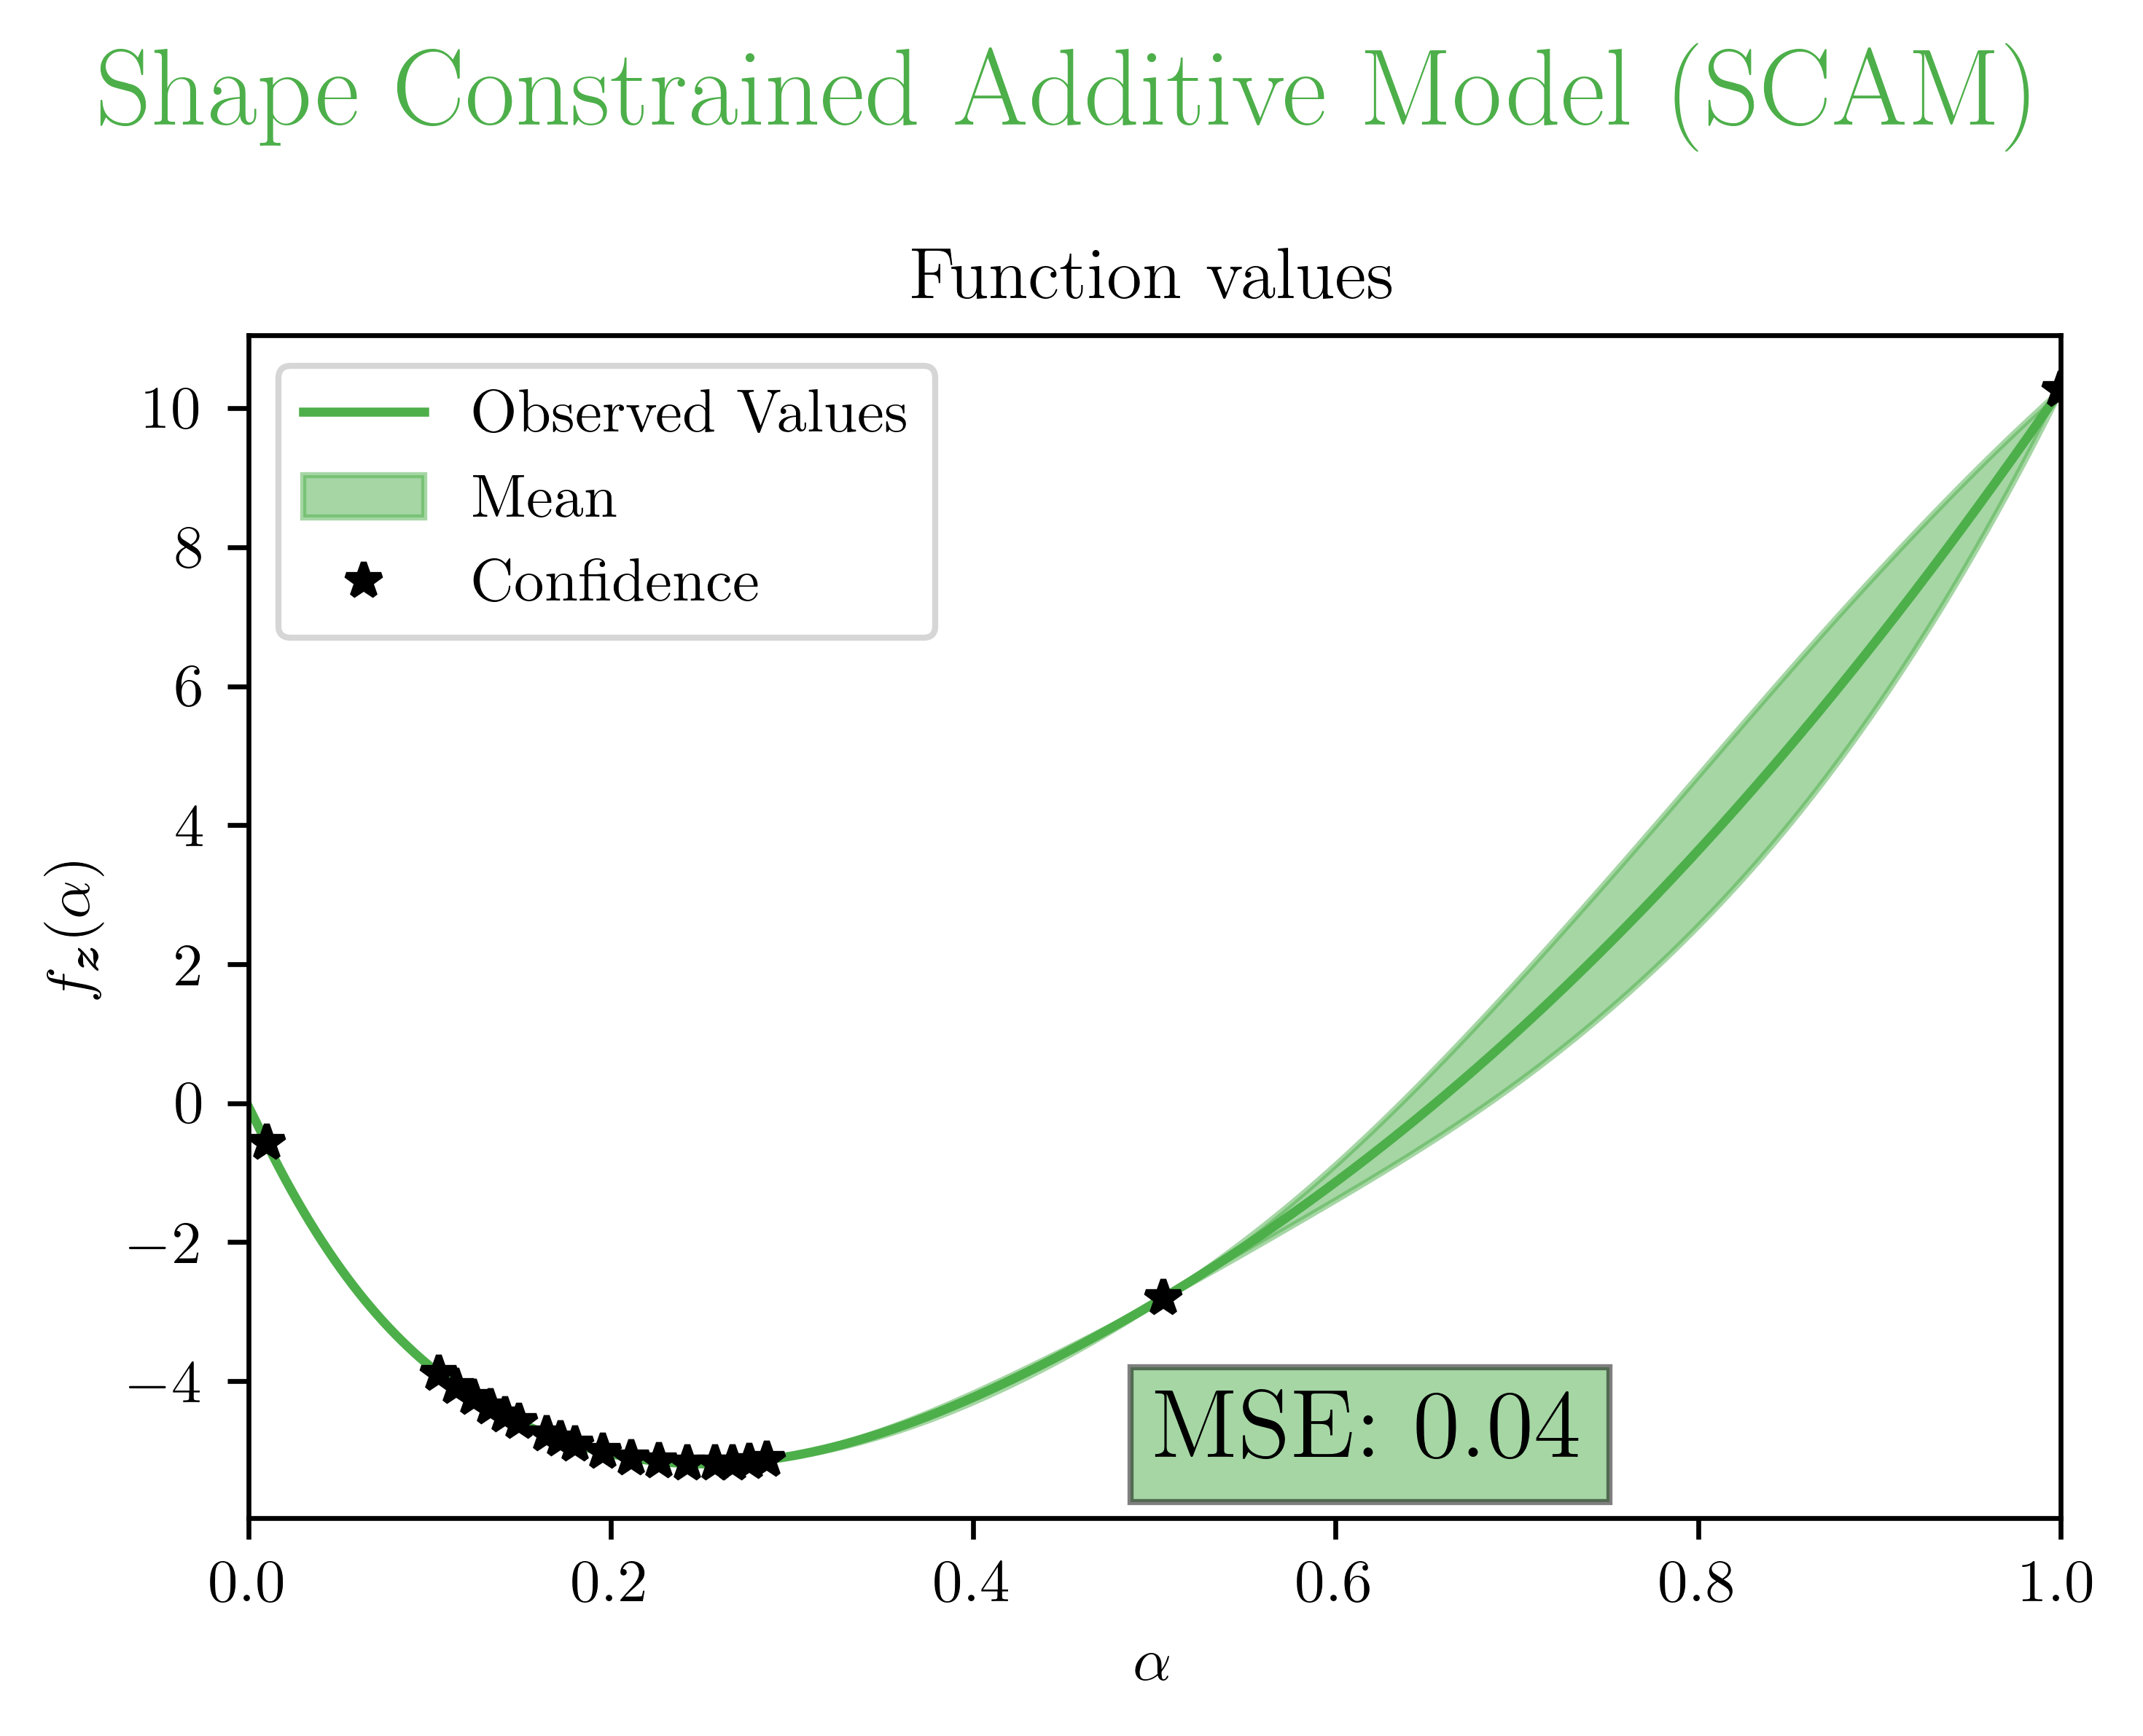 Shape Constrained Additive Model (SCAM)
Function values
Observed Values
Mean
Confidence
10
8
6
4
2
0
−2
−4
f_z(α)
MSE: 0.04
0.0 0.2 0.4 0.6 0.8 1.0
α